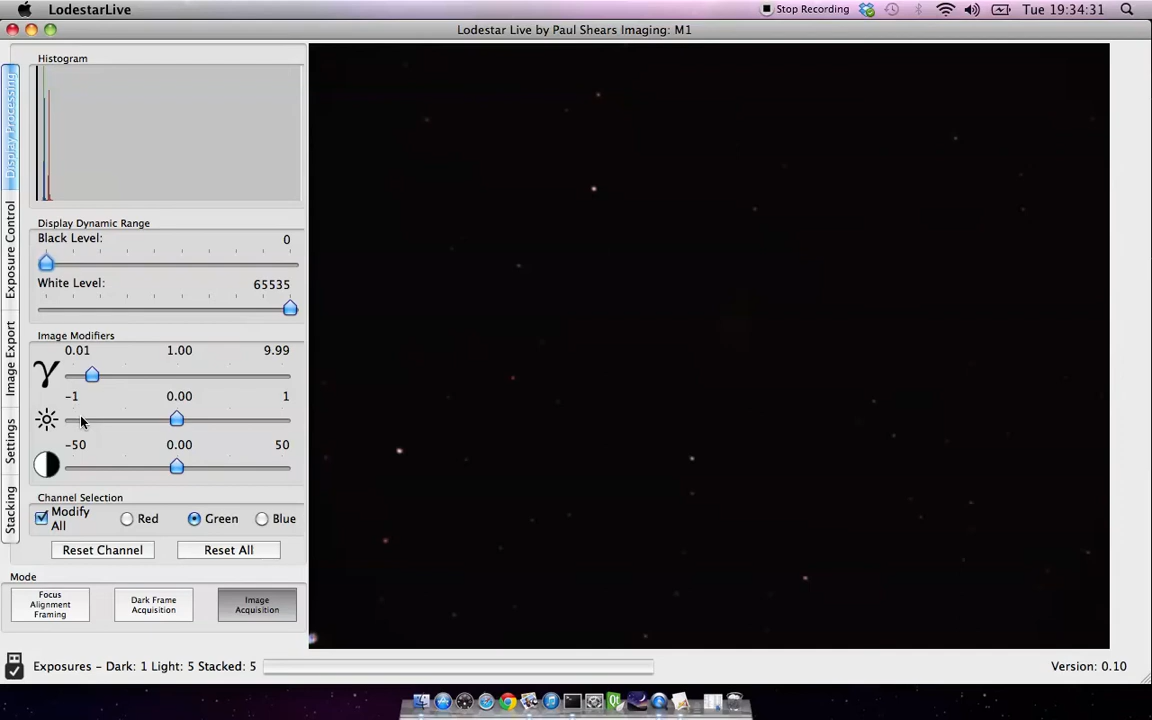 LodestarLive
Stop Recording
Tue 19:34:31
Lodestar Live by Paul Shears Imaging: M1
Histogram
Display Processing
Exposure Control
Image Export
Settings
Stacking
Display Dynamic Range
Black Level: 0
White Level: 65535
Image Modifiers
0.01 1.00 9.99
γ
-1 0.00 1
-50 0.00 50
Channel Selection
Modify All
Red
Green
Blue
Reset Channel
Reset All
Mode
Focus
Alignment
Framing
Dark Frame
Acquisition
Image
Acquisition
Exposures - Dark: 1 Light: 5 Stacked: 5
Version: 0.10